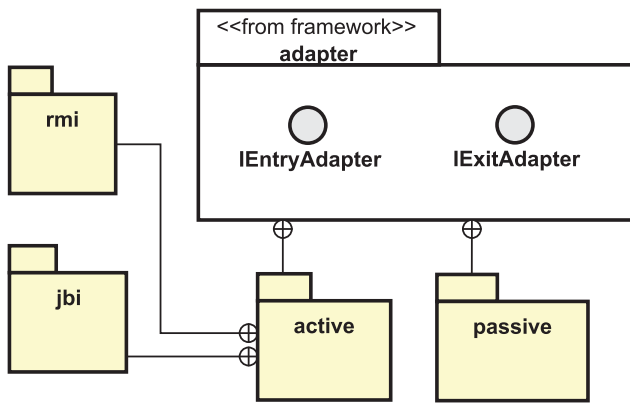 <<from framework>>
adapter
rmi
IEntryAdapter
IExitAdapter
jbi
active
passive